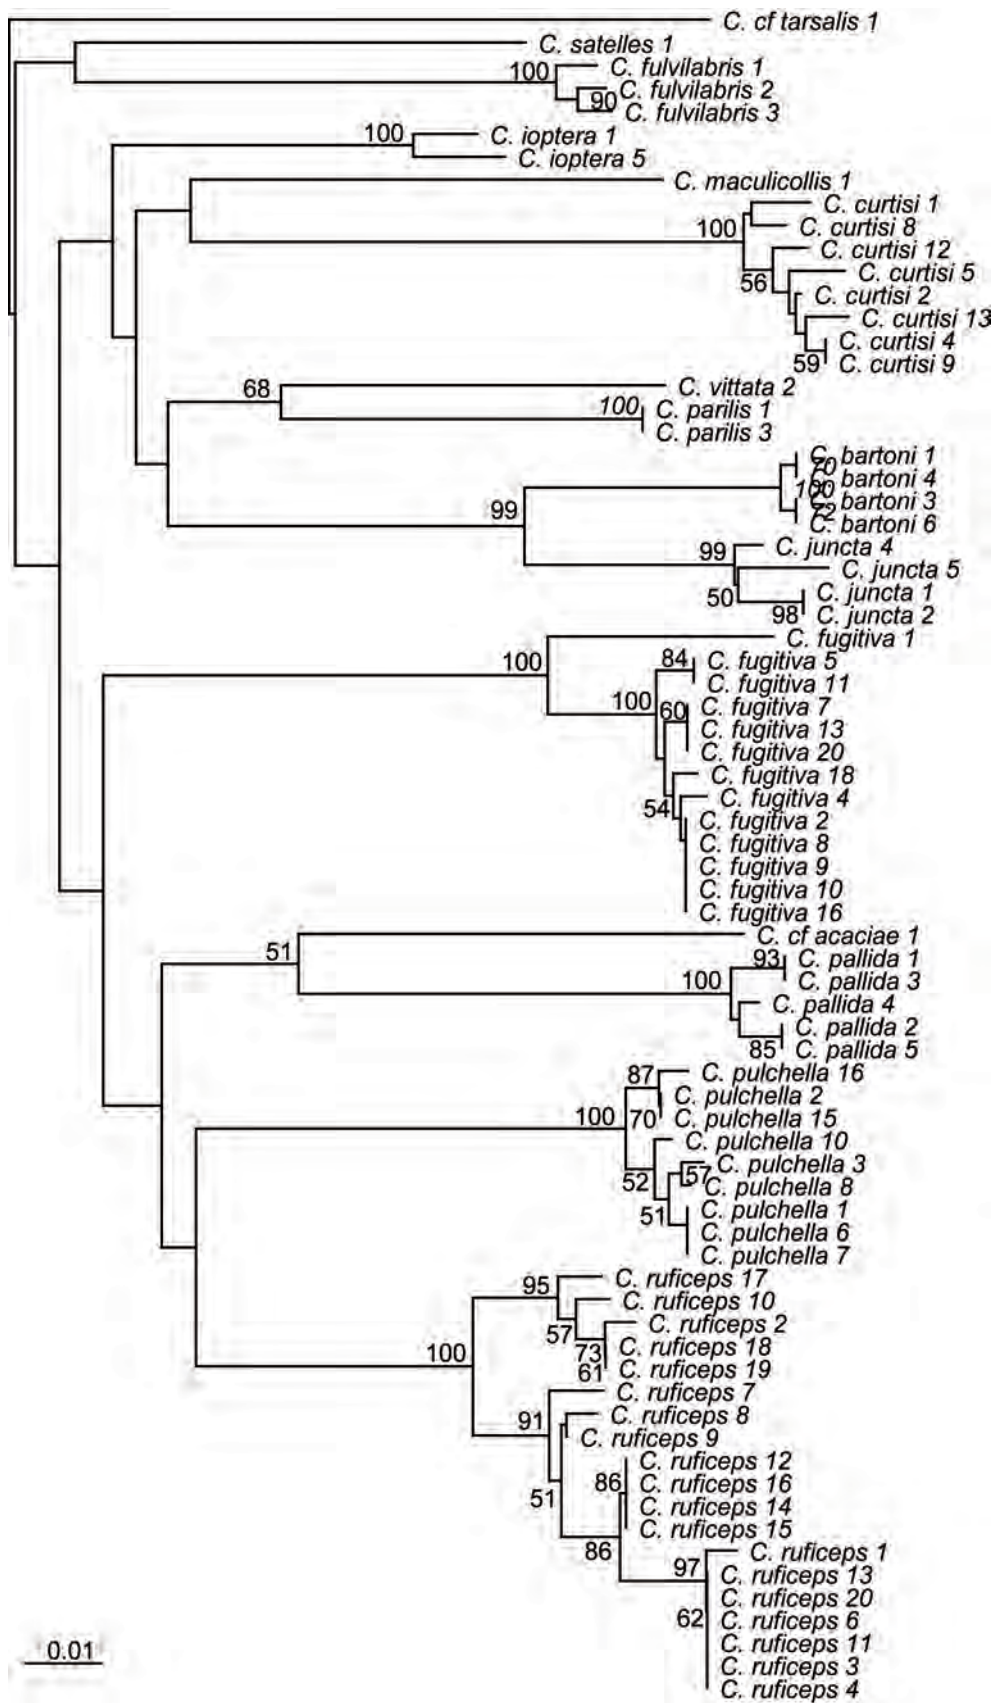 C. cf tarsalis 1
C. satelles 1
100 C. fulvilabris 1
C. fulvilabris 2
90 C. fulvilabris 3
100 C. ioptera 1
C. ioptera 5
C. maculicollis 1
C. curtisi 1
100 C. curtisi 8
C. curtisi 12
56 C. curtisi 5
C. curtisi 2
C. curtisi 13
C. curtisi 4
59 C. curtisi 9
68 C. vittata 2
100 C. parilis 1
C. parilis 3
C. bartoni 1
70 C. bartoni 4
100 C. bartoni 3
99 72 C. bartoni 6
99 C. juncta 4
C. juncta 5
50 C. juncta 1
98 C. juncta 2
C. fugitiva 1
100 84 C. fugitiva 5
C. fugitiva 11
100 60 C. fugitiva 7
C. fugitiva 13
C. fugitiva 20
C. fugitiva 18
54 C. fugitiva 4
C. fugitiva 2
C. fugitiva 8
C. fugitiva 9
C. fugitiva 10
C. fugitiva 16
C. cf acaciae 1
51 93 C. pallida 1
100 C. pallida 3
C. pallida 4
C. pallida 2
85 C. pallida 5
87 C. pulchella 16
C. pulchella 2
100 70 C. pulchella 15
C. pulchella 10
57 C. pulchella 3
52 C. pulchella 8
51 C. pulchella 1
C. pulchella 6
C. pulchella 7
95 C. ruficeps 17
C. ruficeps 10
57 C. ruficeps 2
100 73 C. ruficeps 18
61 C. ruficeps 19
C. ruficeps 7
91 C. ruficeps 8
C. ruficeps 9
C. ruficeps 12
86 C. ruficeps 16
51 C. ruficeps 14
C. ruficeps 15
86 C. ruficeps 1
97 C. ruficeps 13
C. ruficeps 20
62 C. ruficeps 6
C. ruficeps 11
0.01 C. ruficeps 3
C. ruficeps 4